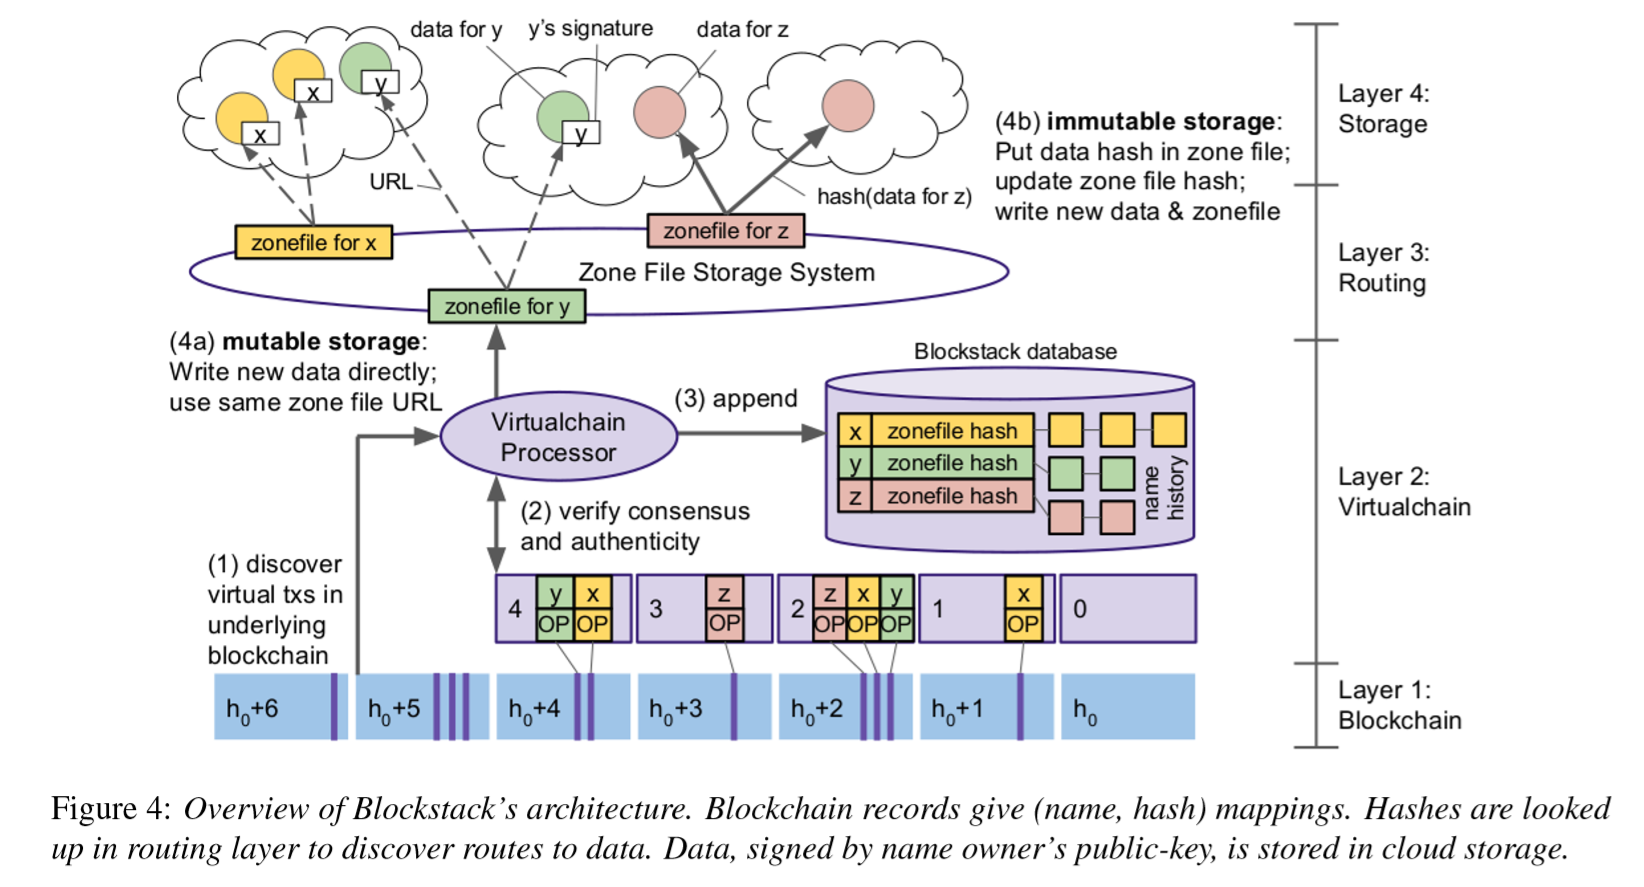 data for y
y's signature
data for z
x
x
y
y
URL
hash(data for z)
(4b) immutable storage:
Put data hash in zone file;
update zone file hash;
write new data & zonefile
Layer 4:
Storage
zonefile for x
zonefile for z
Zone File Storage System
zonefile for y
Layer 3:
Routing
(4a) mutable storage:
Write new data directly;
use same zone file URL
Virtualchain
Processor
(3) append
Blockstack database
x zonefile hash
y zonefile hash
z zonefile hash
name
history
Layer 2:
Virtualchain
(2) verify consensus
and authenticity
(1) discover
virtual txs in
underlying
blockchain
4 y x
OP OP
3 z
OP
2 z x y
OP OP OP
1 x
OP
0
h0+6
h0+5
h0+4
h0+3
h0+2
h0+1
h0
Layer 1:
Blockchain
Figure 4: Overview of Blockstack's architecture. Blockchain records give (name, hash) mappings. Hashes are looked
up in routing layer to discover routes to data. Data, signed by name owner's public-key, is stored in cloud storage.